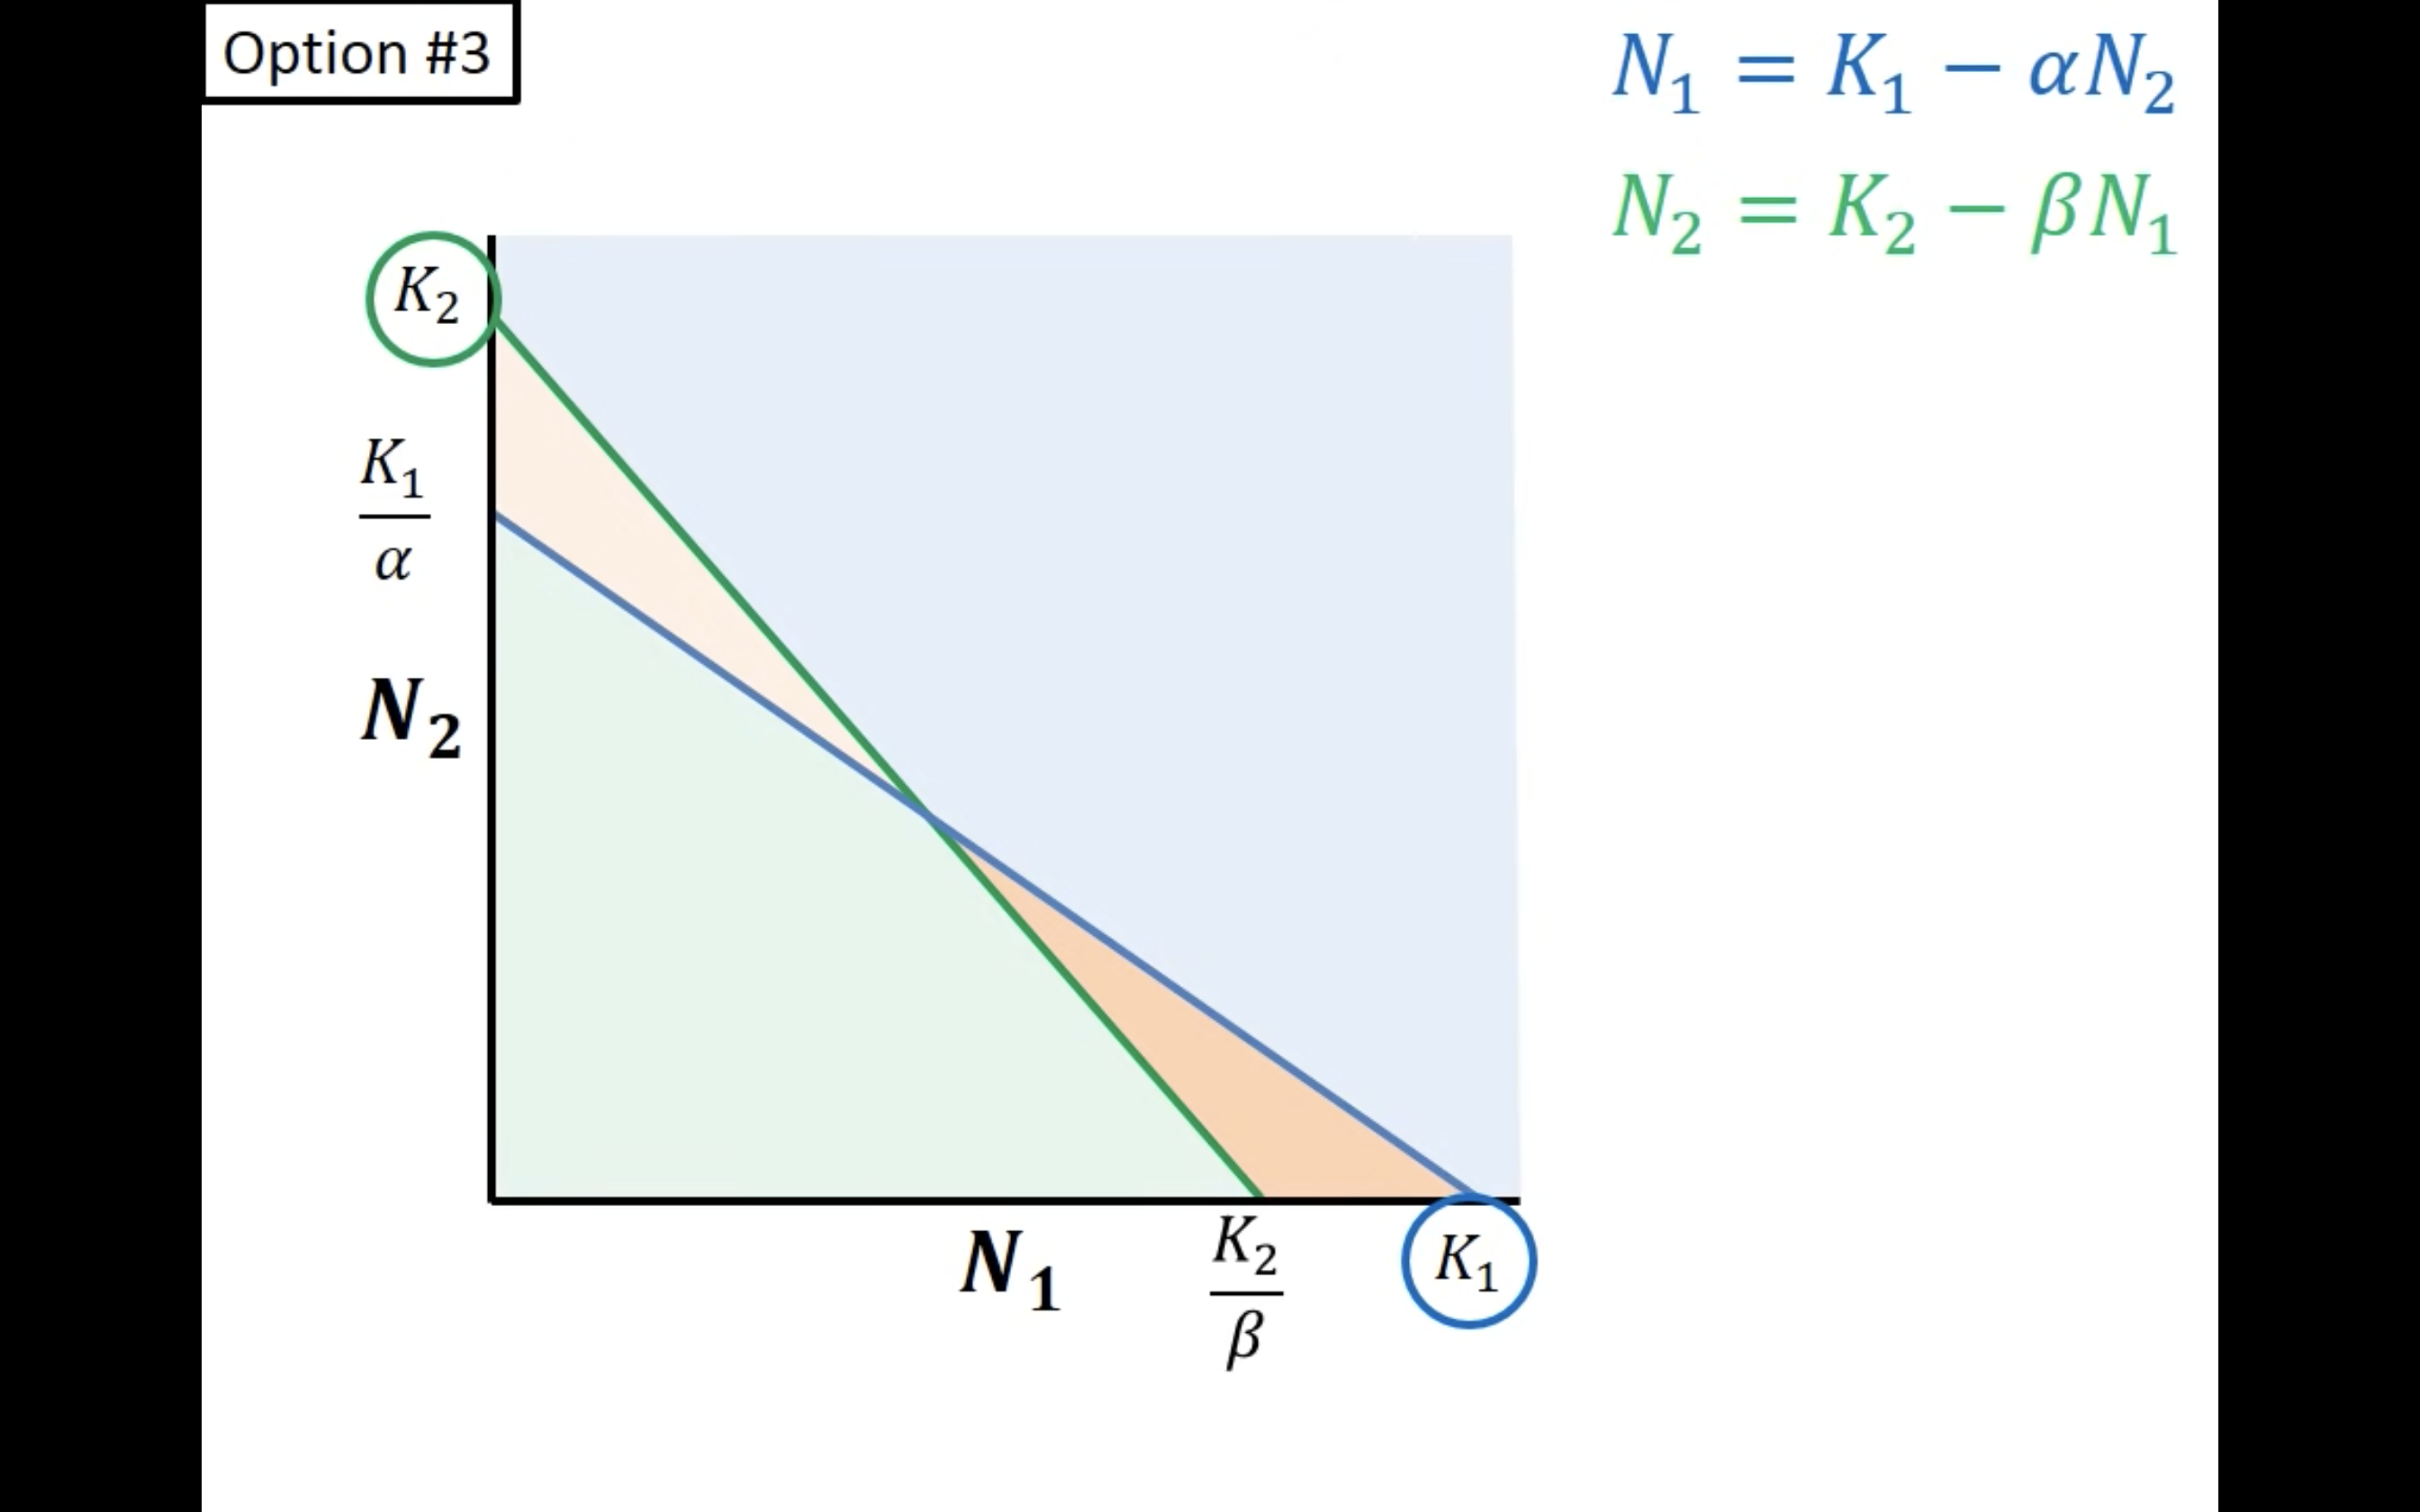 Option #3
N₁ = K₁ − αN₂
N₂ = K₂ − βN₁
K₂
K₁/α
N₂
N₁
K₂/β
K₁